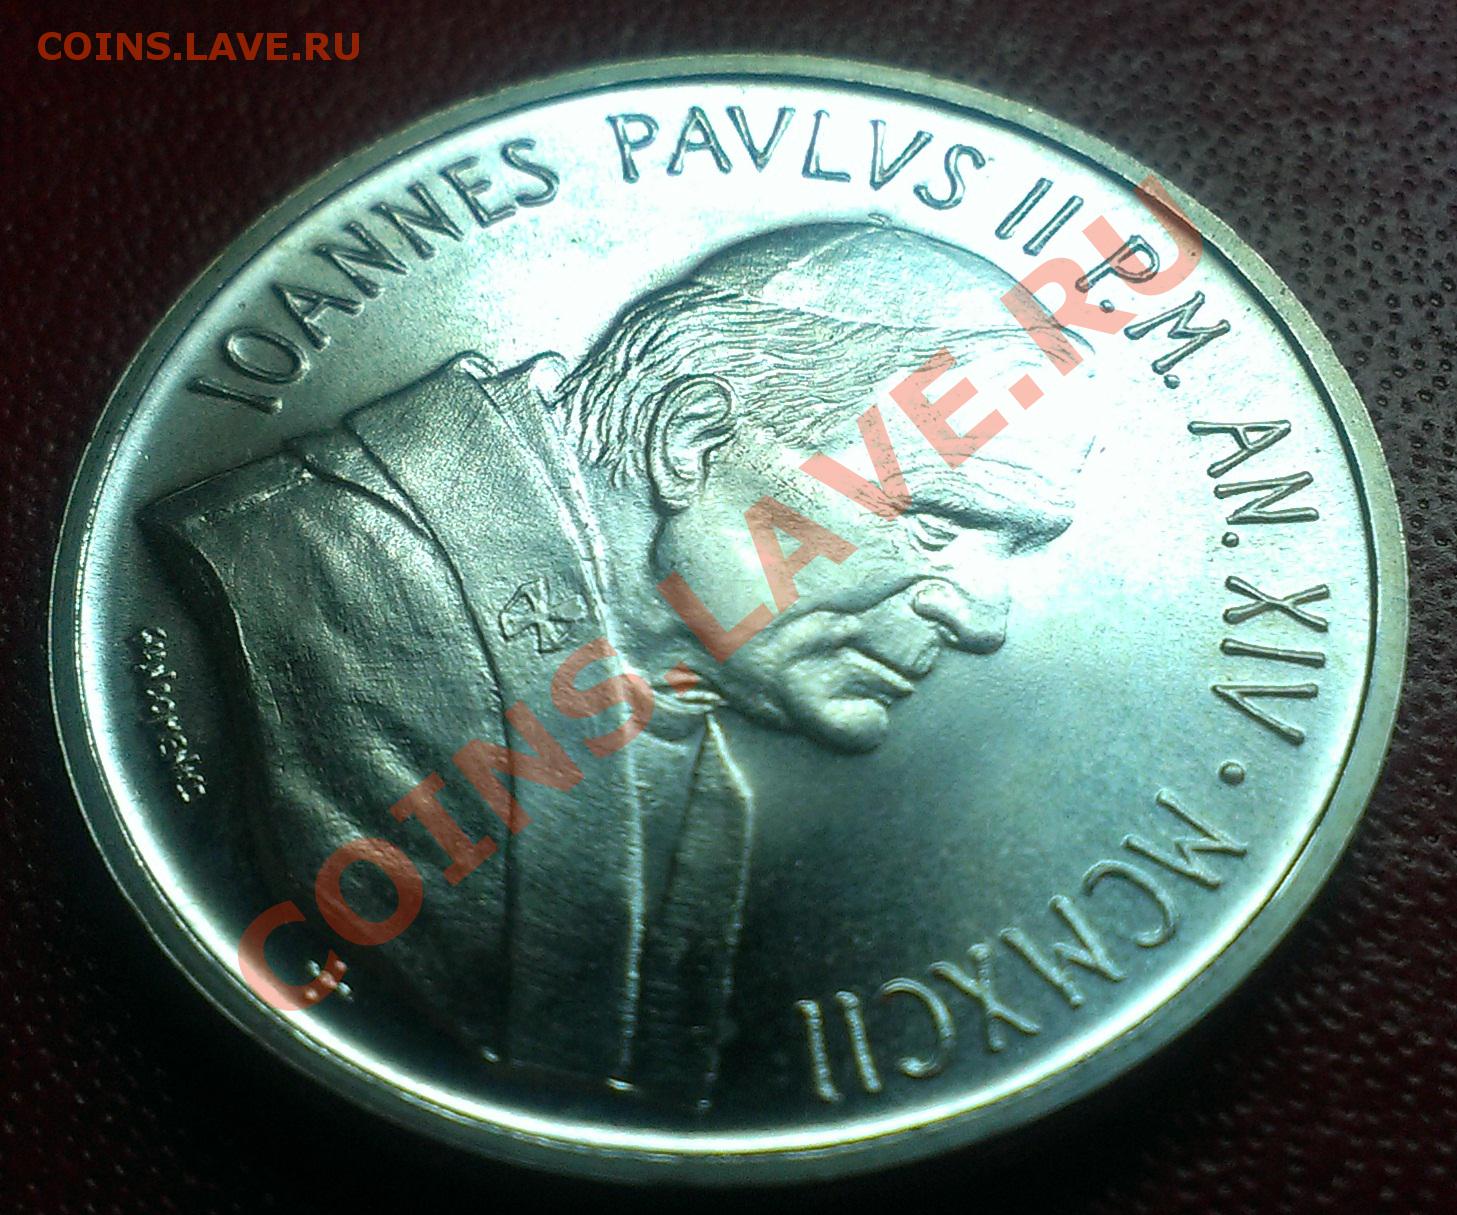 COINS.LAVE.RU
IOANNES PAVLVS II P.M. AN. XIV · MCMXCII
COINS.LAVE.RU